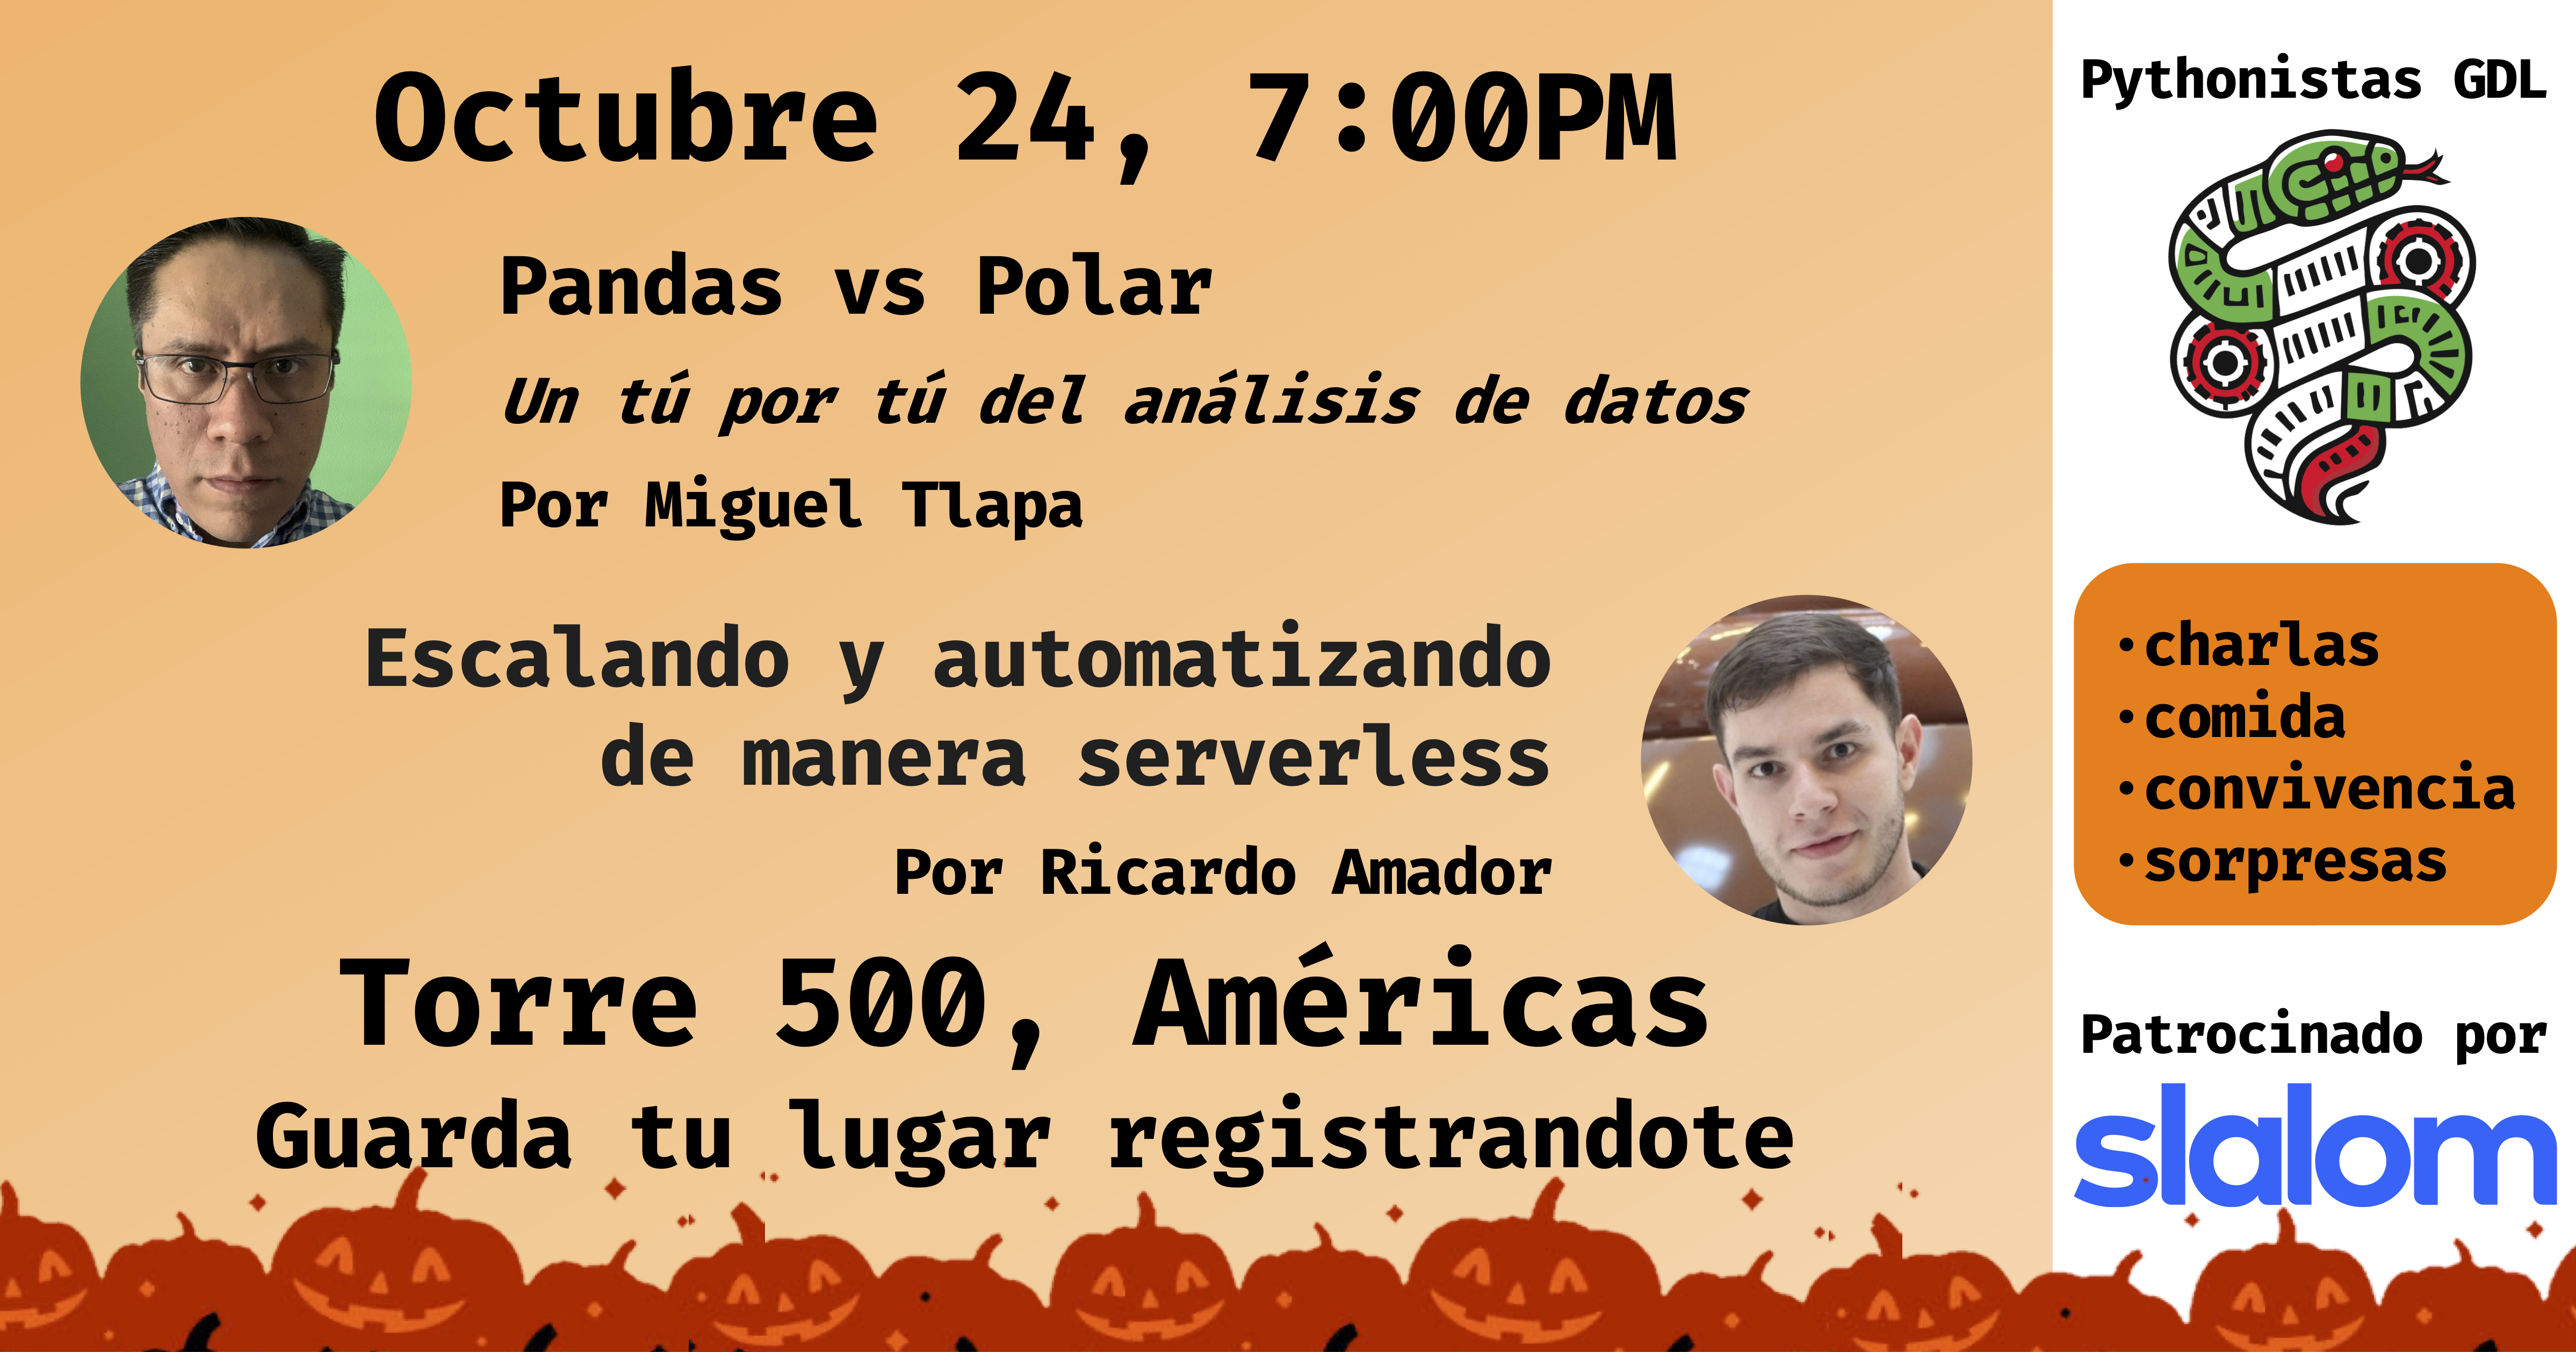 Octubre 24, 7:00PM
Pandas vs Polar
Un tú por tú del análisis de datos
Por Miguel Tlapa
Escalando y automatizando
de manera serverless
Por Ricardo Amador
Torre 500, Américas
Guarda tu lugar registrandote
Pythonistas GDL
•charlas
•comida
•convivencia
•sorpresas
Patrocinado por
slalom